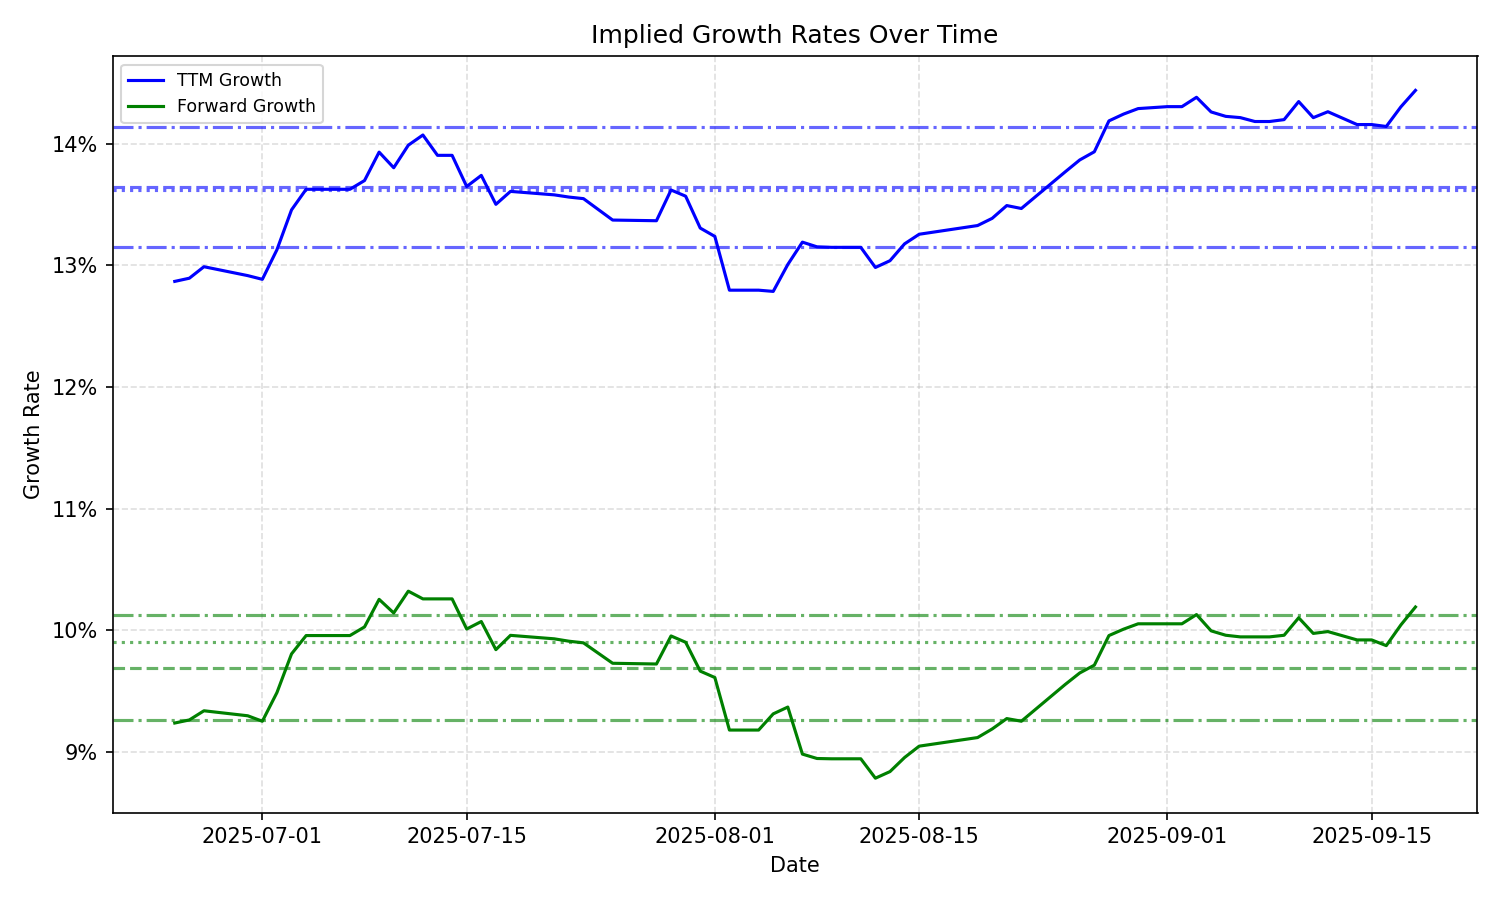 Implied Growth Rates Over Time
TTM Growth
Forward Growth
14%
13%
12%
11%
10%
9%
Growth Rate
2025-07-01
2025-07-15
2025-08-01
2025-08-15
2025-09-01
2025-09-15
Date